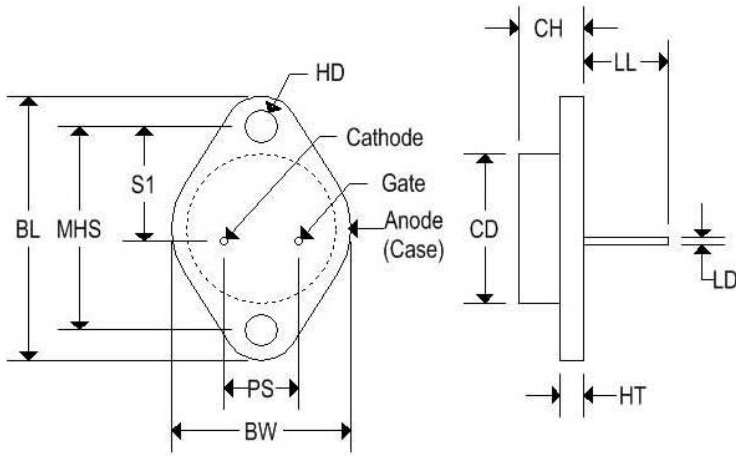 HD
Cathode
S1
Gate
BL
MHS
Anode
(Case)
PS
BW
CH
LL
CD
LD
HT